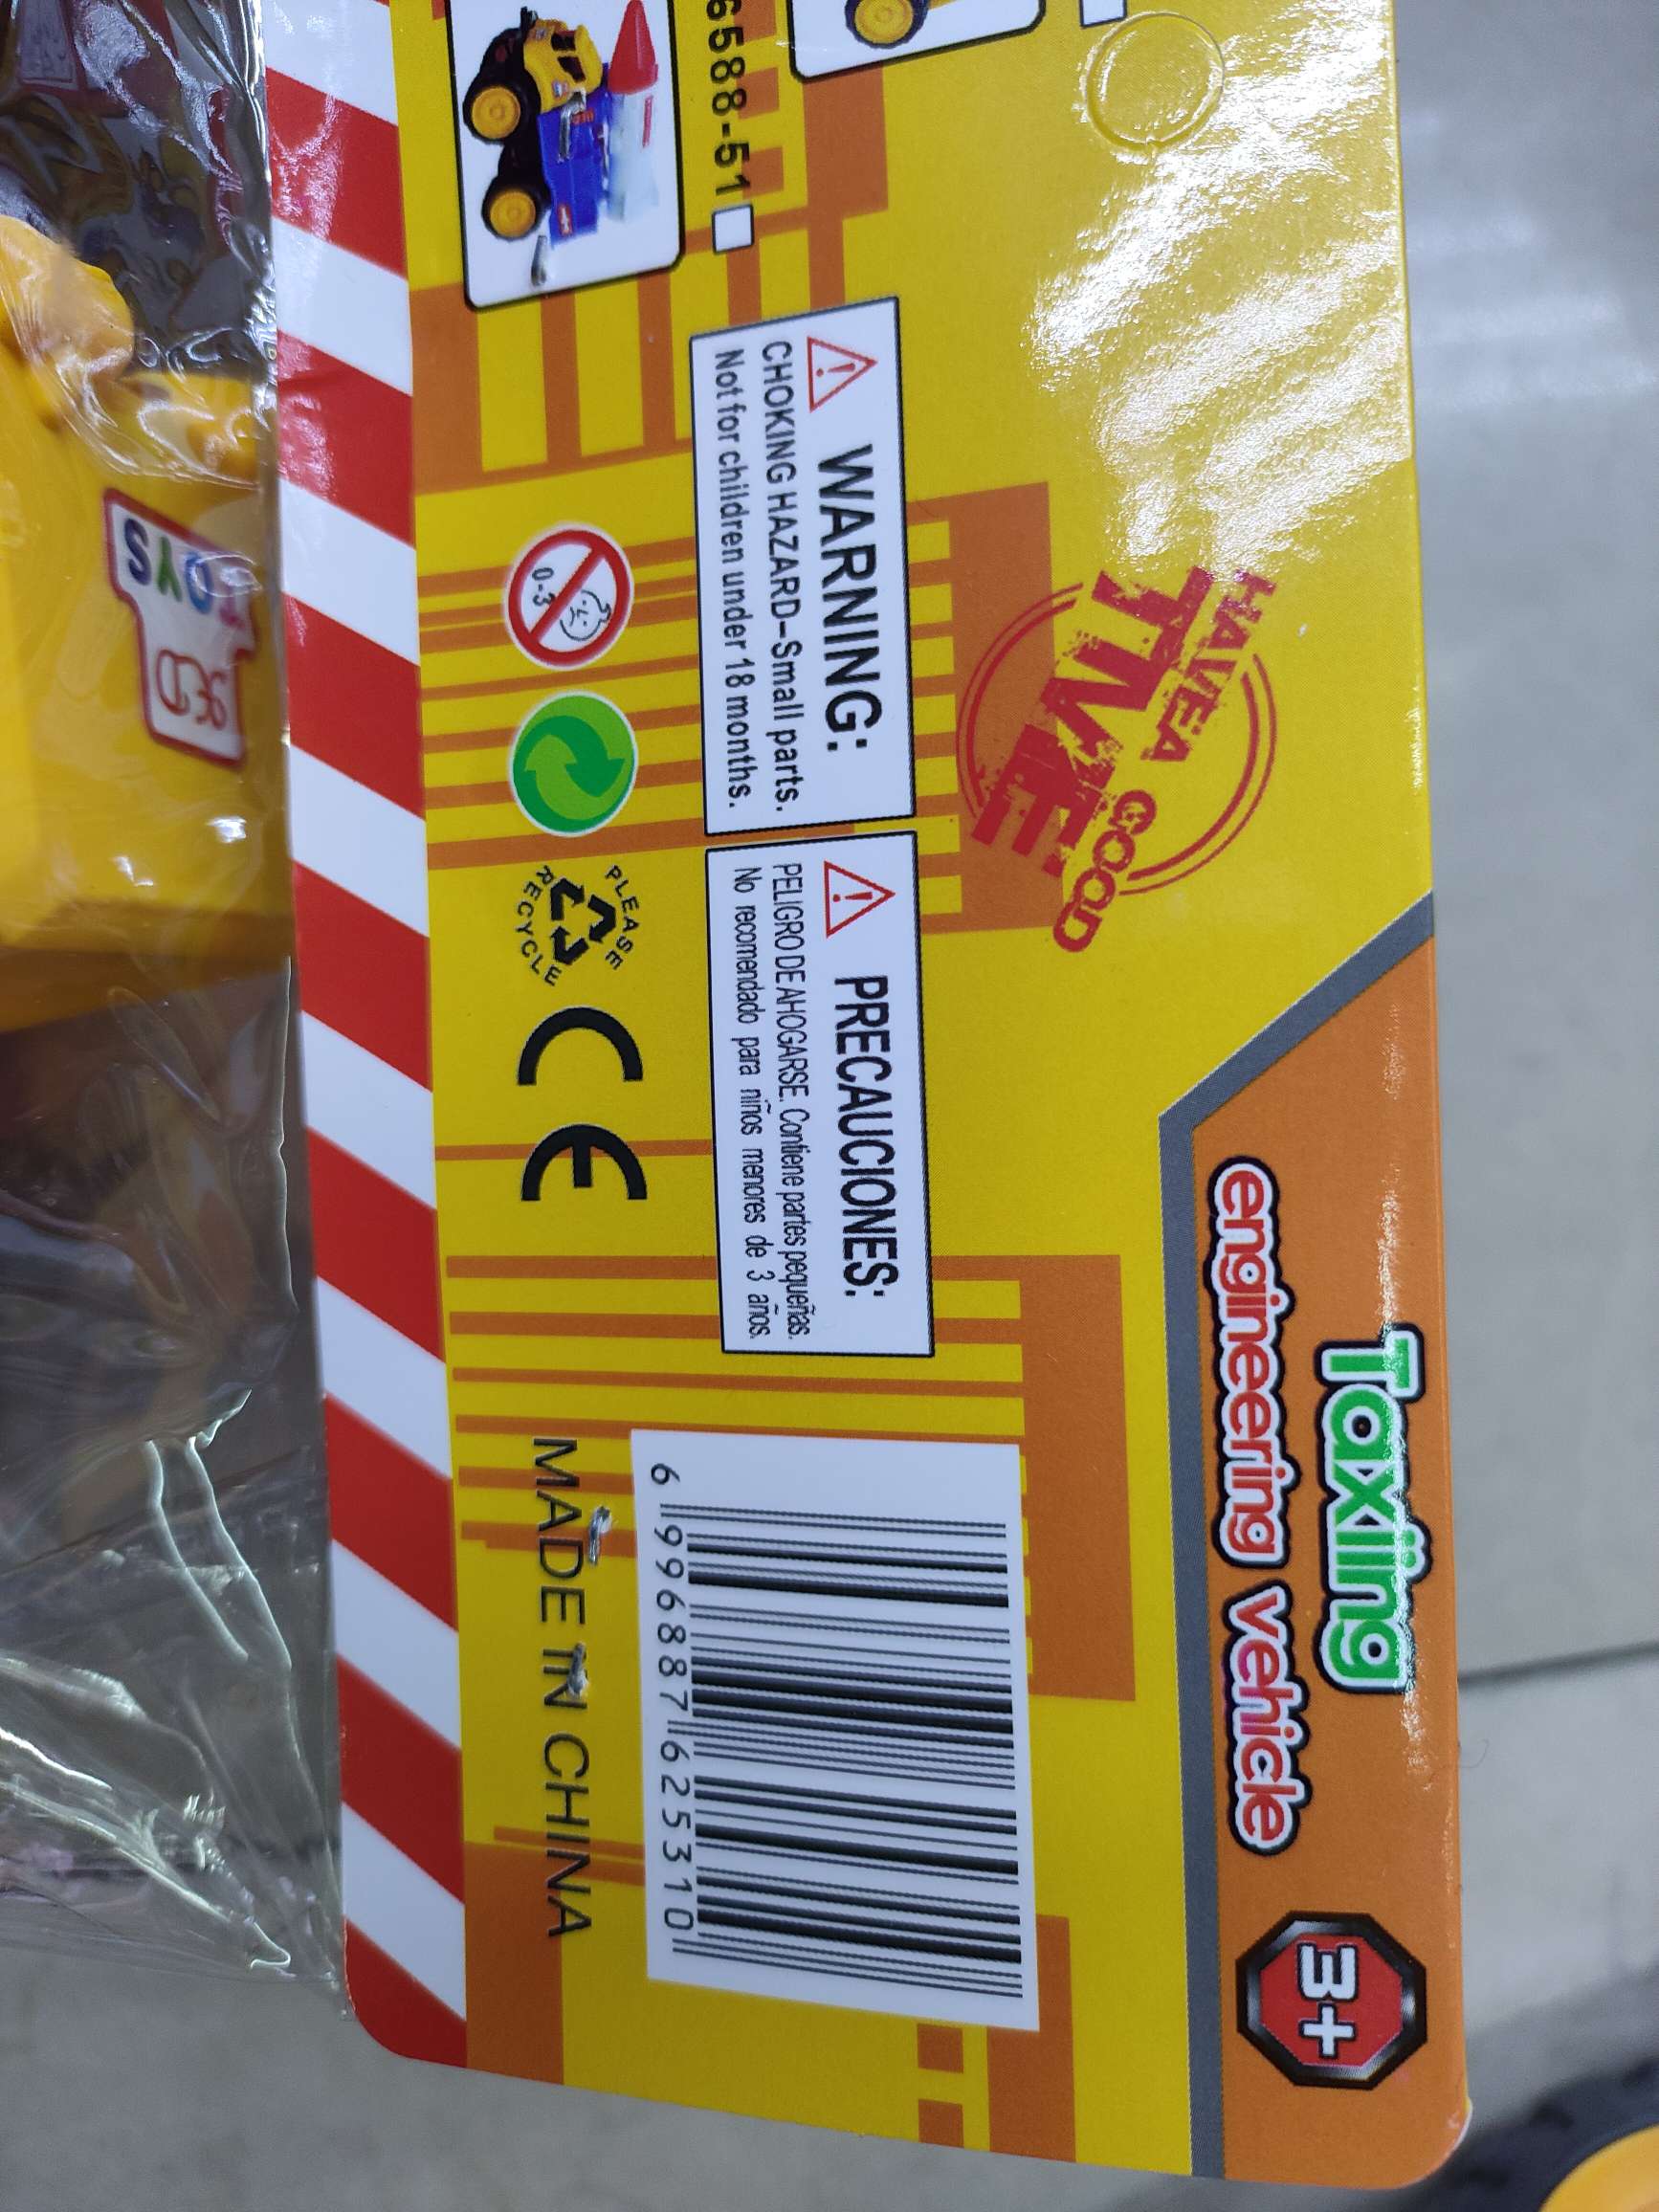 Taxiing
engineering vehicle
3+
HAVE A GOOD
TIME
6588-51
WARNING:
CHOKING HAZARD-Small parts.
Not for children under 18 months.
PRECAUCIONES:
PELIGRO DE AHOGARSE. Contiene partes pequeñas.
No recomendado para niños menores de 3 años.
0-3
PLEASE
RECYCLE
CE
6 996887 625310
MADE IN CHINA
TOYS